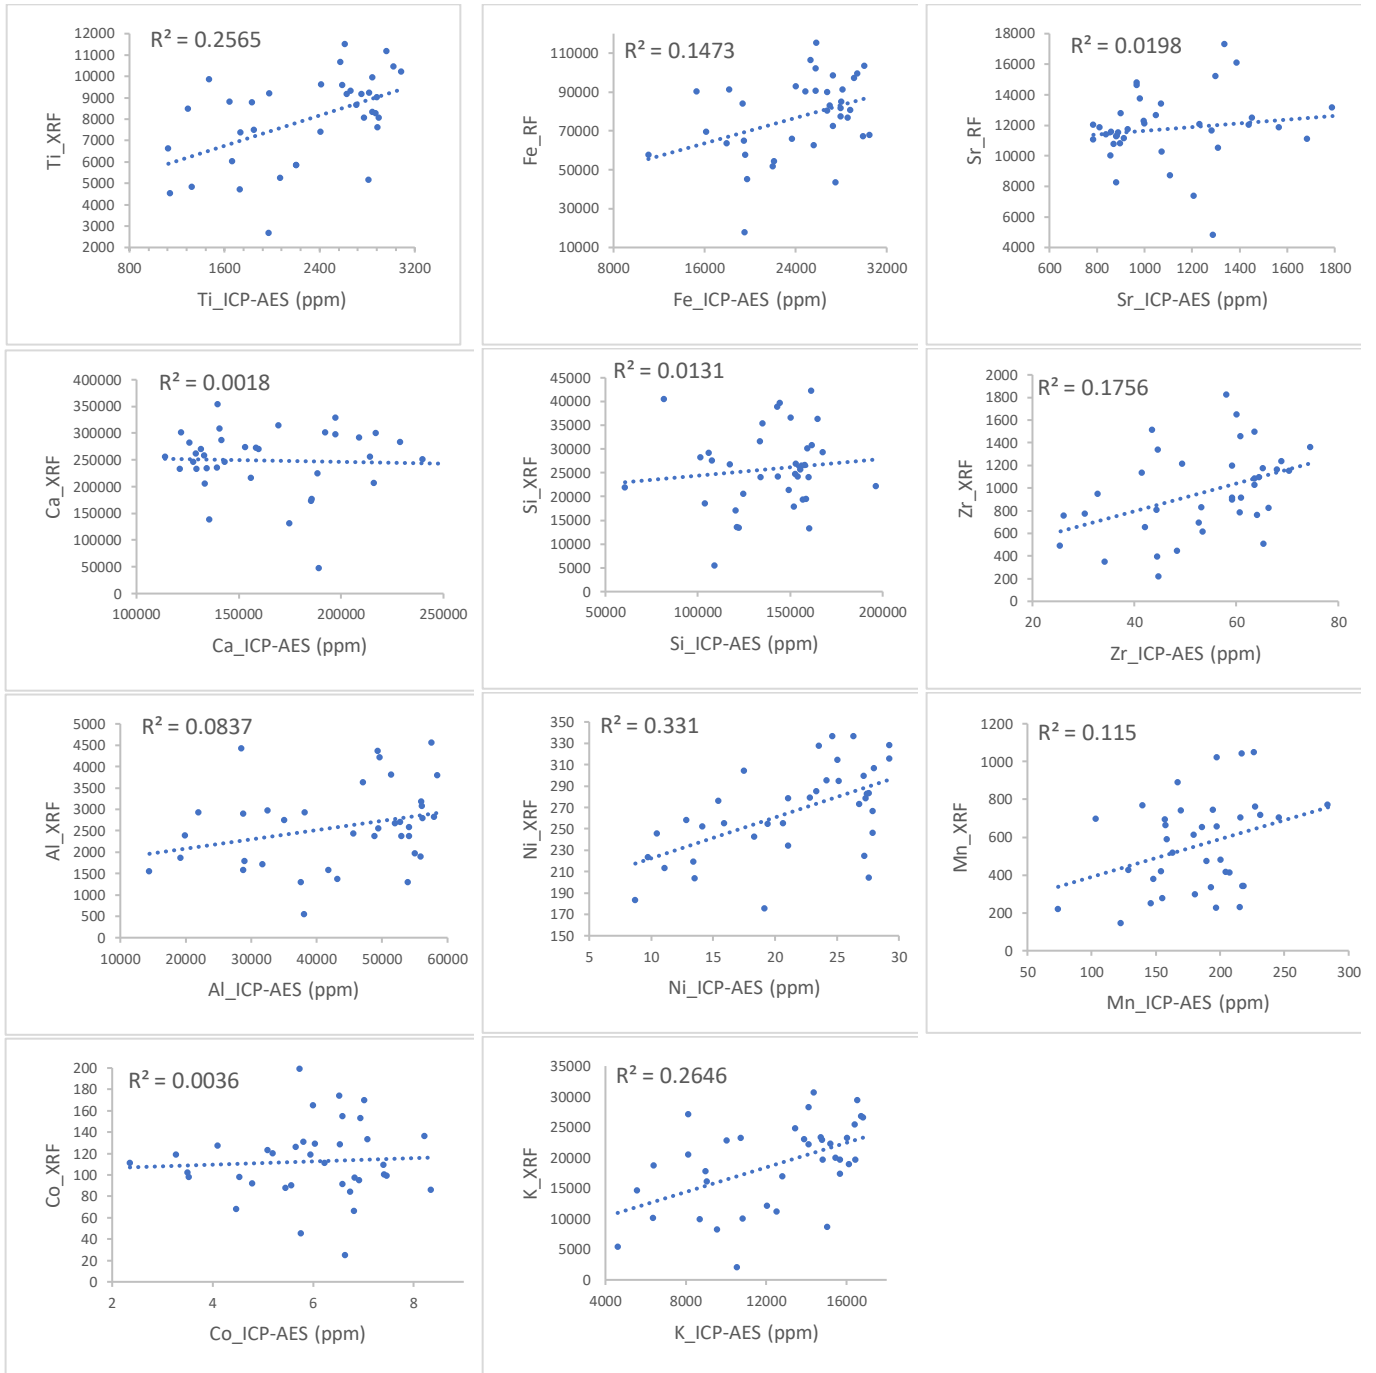 R² = 0.2565
12000
11000
10000
9000
8000
7000
6000
5000
4000
3000
2000
Ti_XRF
800 1600 2400 3200
Ti_ICP-AES (ppm)
R² = 0.1473
110000
90000
70000
50000
30000
10000
Fe_RF
8000 16000 24000 32000
Fe_ICP-AES (ppm)
R² = 0.0198
18000
16000
14000
12000
10000
8000
6000
4000
Sr_RF
600 800 1000 1200 1400 1600 1800
Sr_ICP-AES (ppm)
R² = 0.0018
400000
350000
300000
250000
200000
150000
100000
50000
0
Ca_XRF
100000 150000 200000 250000
Ca_ICP-AES (ppm)
R² = 0.0131
45000
40000
35000
30000
25000
20000
15000
10000
5000
0
Si_XRF
50000 100000 150000 200000
Si_ICP-AES (ppm)
R² = 0.1756
2000
1800
1600
1400
1200
1000
800
600
400
200
0
Zr_XRF
20 40 60 80
Zr_ICP-AES (ppm)
R² = 0.0837
5000
4500
4000
3500
3000
2500
2000
1500
1000
500
0
Al_XRF
10000 20000 30000 40000 50000 60000
Al_ICP-AES (ppm)
R² = 0.331
350
330
310
290
270
250
230
210
190
170
150
Ni_XRF
5 10 15 20 25 30
Ni_ICP-AES (ppm)
R² = 0.115
1200
1000
800
600
400
200
0
Mn_XRF
50 100 150 200 250 300
Mn_ICP-AES (ppm)
R² = 0.0036
200
180
160
140
120
100
80
60
40
20
0
Co_XRF
2 4 6 8
Co_ICP-AES (ppm)
R² = 0.2646
35000
30000
25000
20000
15000
10000
5000
0
K_XRF
4000 8000 12000 16000
K_ICP-AES (ppm)